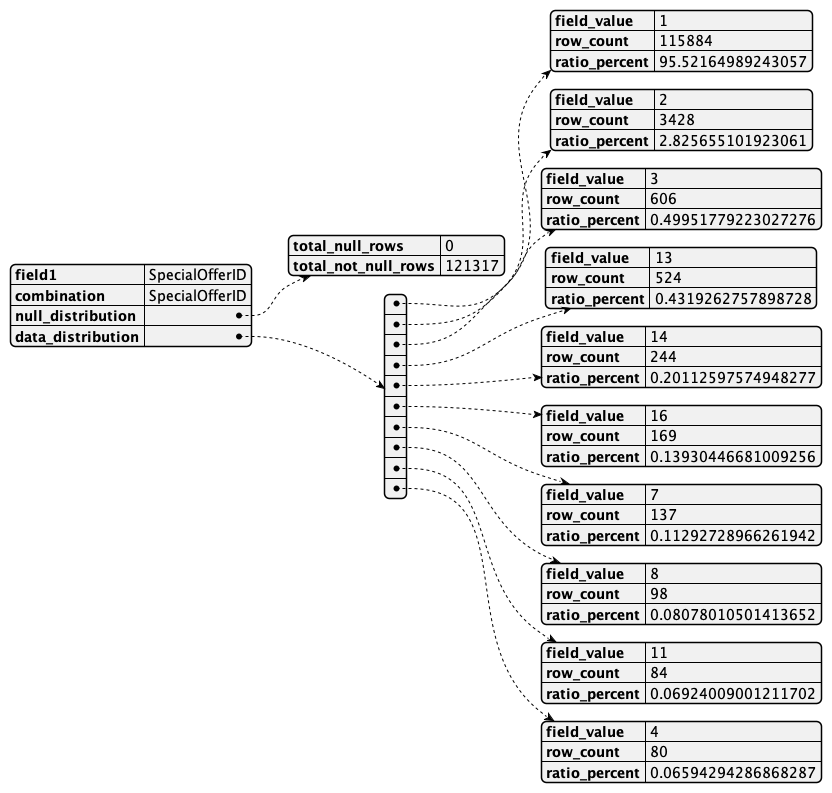 field_value 1
row_count 115884
ratio_percent 95.52164989243057
field_value 2
row_count 3428
ratio_percent 2.825655101923061
field_value 3
row_count 606
ratio_percent 0.49951779223027276
total_null_rows 0
total_not_null_rows 121317
field1 SpecialOfferID
combination SpecialOfferID
null_distribution
data_distribution
field_value 13
row_count 524
ratio_percent 0.4319262757898728
field_value 14
row_count 244
ratio_percent 0.20112597574948277
field_value 16
row_count 169
ratio_percent 0.13930446681009256
field_value 7
row_count 137
ratio_percent 0.11292728966261942
field_value 8
row_count 98
ratio_percent 0.08078010501413652
field_value 11
row_count 84
ratio_percent 0.06924009001211702
field_value 4
row_count 80
ratio_percent 0.06594294286868287